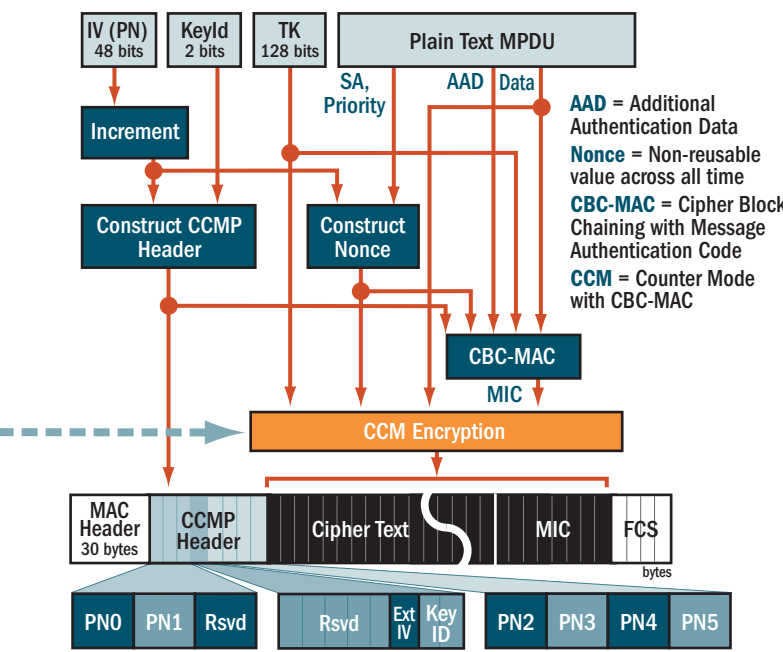 IV (PN)
48 bits
KeyId
2 bits
TK
128 bits
Plain Text MPDU
SA,
Priority
AAD
Data
Increment
AAD = Additional
Authentication Data
Nonce = Non-reusable
value across all time
CBC-MAC = Cipher Block
Chaining with Message
Authentication Code
CCM = Counter Mode
with CBC-MAC
Construct CCMP
Header
Construct
Nonce
CBC-MAC
MIC
CCM Encryption
MAC
Header
30 bytes
CCMP
Header
Cipher Text
MIC
FCS
bytes
PN0
PN1
Rsvd
Rsvd
Ext
IV
Key
ID
PN2
PN3
PN4
PN5